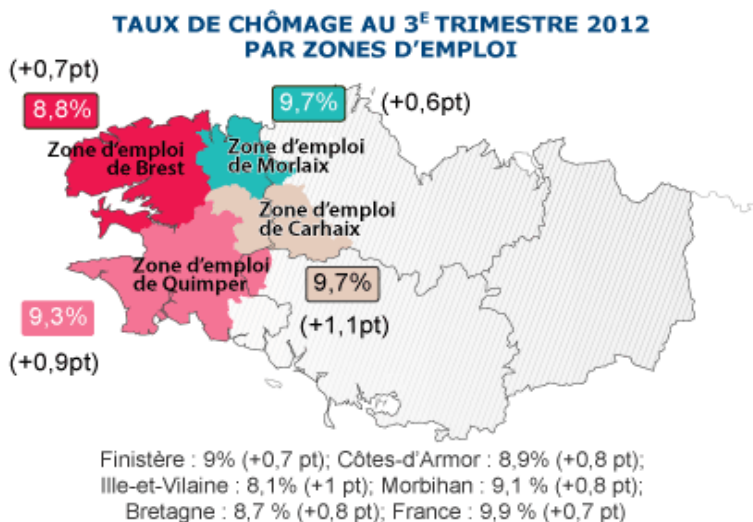 TAUX DE CHÔMAGE AU 3E TRIMESTRE 2012
PAR ZONES D'EMPLOI
(+0,7pt)
8,8%
9,7%
(+0,6pt)
Zone d'emploi
de Brest
Zone d'emploi
de Morlaix
Zone d'emploi
de Carhaix
Zone d'emploi
de Quimper
9,7%
(+1,1pt)
9,3%
(+0,9pt)
Finistère : 9% (+0,7 pt); Côtes-d'Armor : 8,9% (+0,8 pt);
Ille-et-Vilaine : 8,1% (+1 pt); Morbihan : 9,1 % (+0,8 pt)
Bretagne : 8,7 % (+0,8 pt); France : 9,9 % (+0,7 pt)